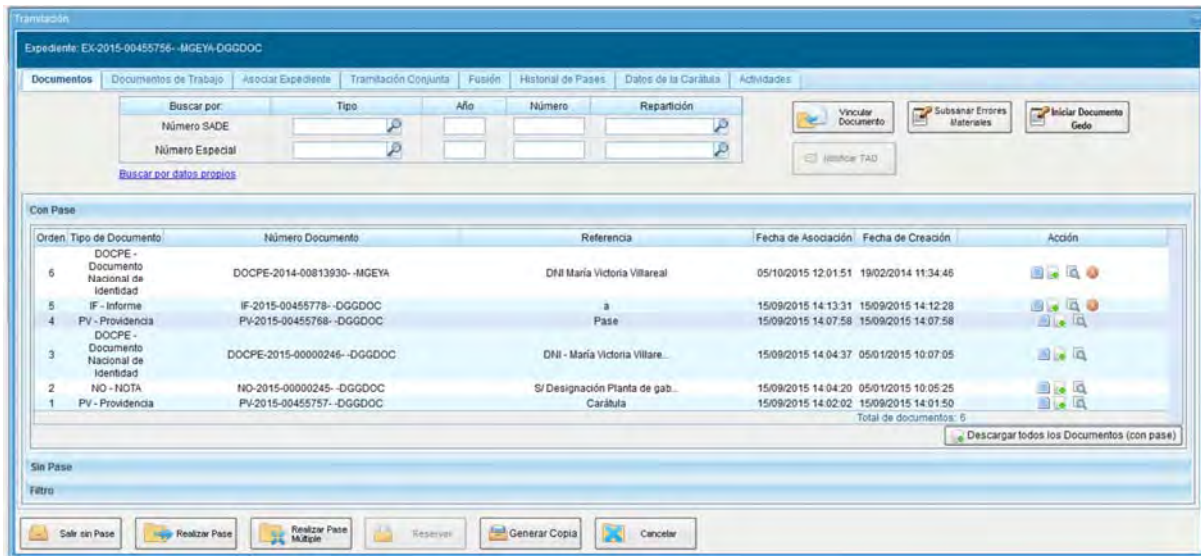 Tramitación
Expediente: EX-2015-00455756- -MGEYA-DGGDOC
Documentos Documentos de Trabajo Asociar Expediente Tramitación Conjunta Fusión Historial de Pases Datos de la Carátula Actividades
Buscar por: Tipo Año Número Repartición
Número SADE
Número Especial
Buscar por datos propios
Vincular Documento
Subsanar Errores Materiales
Iniciar Documento Gedo
Notificar TAD
Con Pase
Orden Tipo de Documento Número Documento Referencia Fecha de Asociación Fecha de Creación Acción
6 DOCPE - Documento Nacional de Identidad DOCPE-2014-00813930- -MGEYA DNI María Victoria Villareal 05/10/2015 12:01:51 19/02/2014 11:34:46
5 IF - Informe IF-2015-00455778- -DGGDOC a 15/09/2015 14:13:31 15/09/2015 14:12:28
4 PV - Providencia PV-2015-00455768- -DGGDOC Pase 15/09/2015 14:07:58 15/09/2015 14:07:58
3 DOCPE - Documento Nacional de Identidad DOCPE-2015-00000246- -DGGDOC DNI - María Victoria Villare... 15/09/2015 14:04:37 05/01/2015 10:07:05
2 NO - NOTA NO-2015-00000245- -DGGDOC S/ Designación Planta de gab... 15/09/2015 14:04:20 05/01/2015 10:05:25
1 PV - Providencia PV-2015-00455757- -DGGDOC Carátula 15/09/2015 14:02:02 15/09/2015 14:01:50
Total de documentos: 6
Descargar todos los Documentos (con pase)
Sin Pase
Filtro
Salir sin Pase
Realizar Pase
Realizar Pase Múltiple
Reservar
Generar Copia
Cancelar